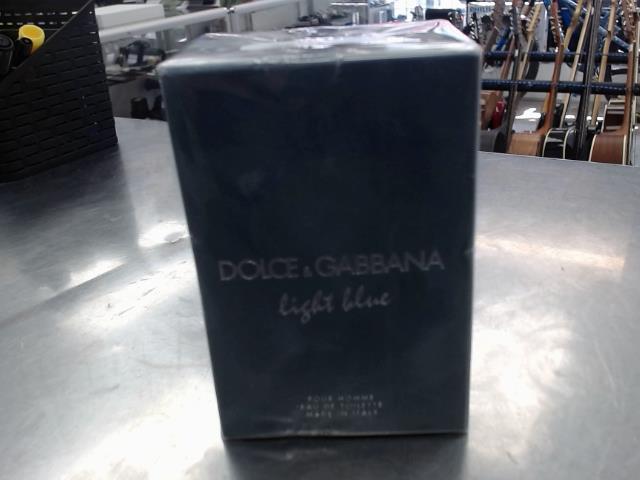 DOLCE & GABBANA
light blue
POUR HOMME
EAU DE TOILETTE
MADE IN ITALY